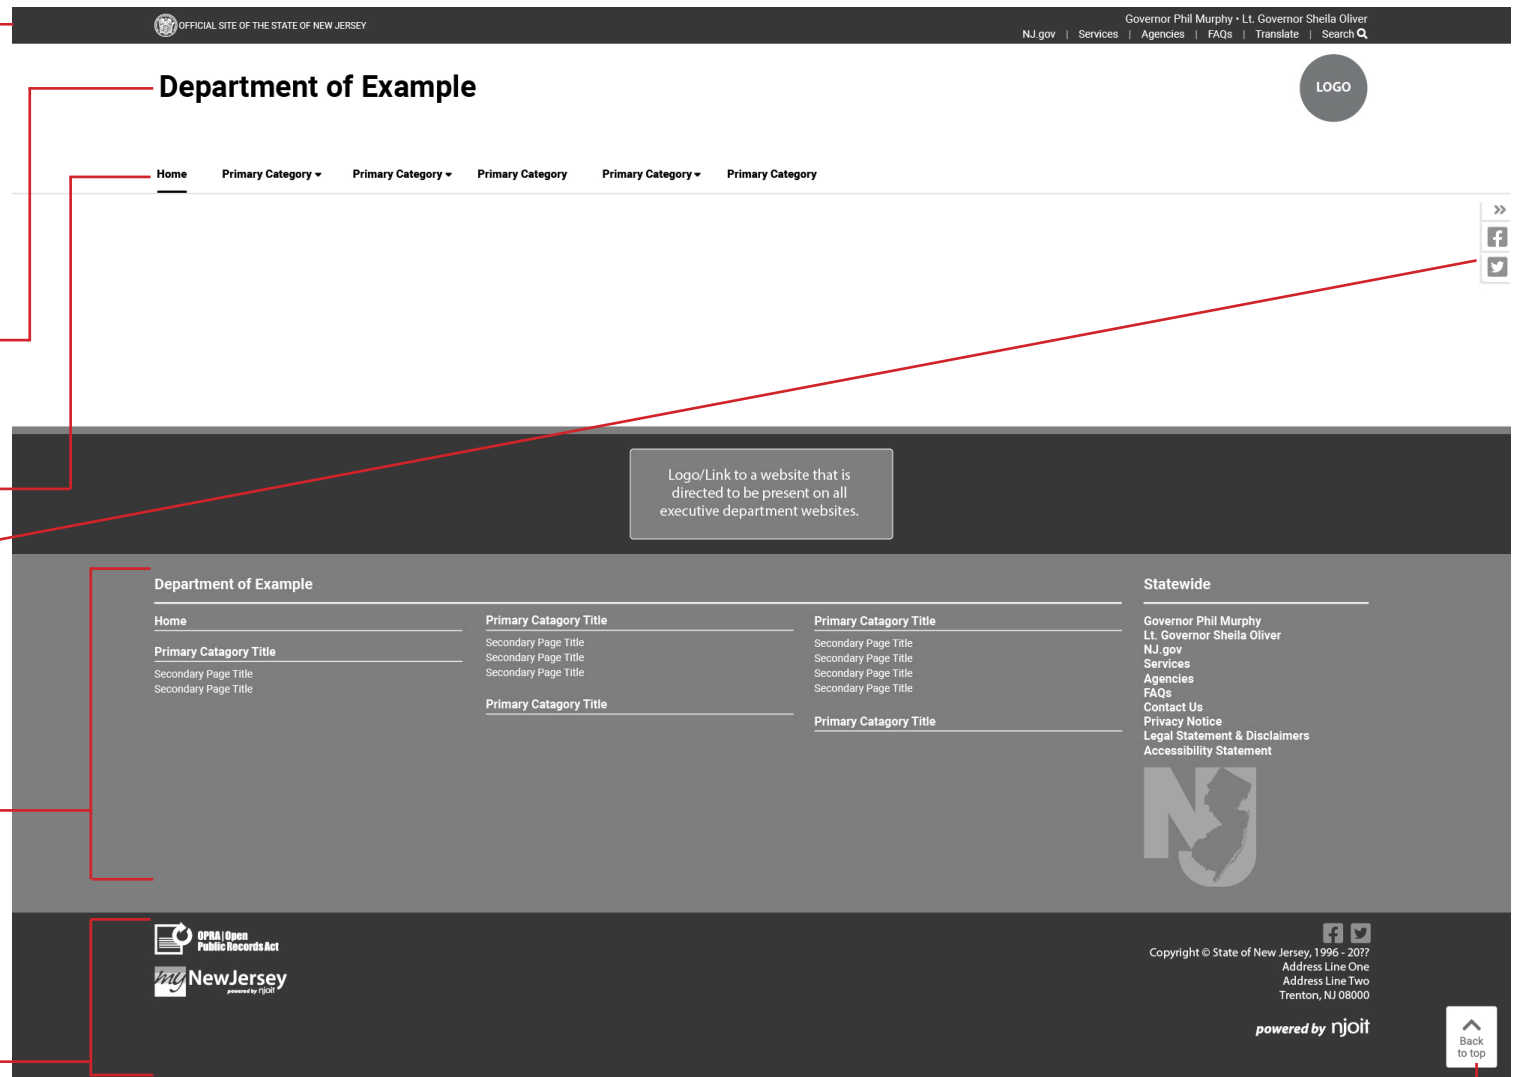 OFFICIAL SITE OF THE STATE OF NEW JERSEY
Governor Phil Murphy • Lt. Governor Sheila Oliver
NJ.gov | Services | Agencies | FAQs | Translate | Search
Department of Example
LOGO
Home Primary Category Primary Category Primary Category Primary Category Primary Category
Logo/Link to a website that is
directed to be present on all
executive department websites.
Department of Example
Home
Primary Catagory Title
Secondary Page Title
Secondary Page Title
Primary Catagory Title
Secondary Page Title
Secondary Page Title
Secondary Page Title
Primary Catagory Title
Primary Catagory Title
Secondary Page Title
Secondary Page Title
Secondary Page Title
Secondary Page Title
Primary Catagory Title
Statewide
Governor Phil Murphy
Lt. Governor Sheila Oliver
NJ.gov
Services
Agencies
FAQs
Contact Us
Privacy Notice
Legal Statement & Disclaimers
Accessibility Statement
NJ
OPRA | Open
Public Records Act
my NewJersey
powered by njoit
Copyright © State of New Jersey, 1996 - 20??
Address Line One
Address Line Two
Trenton, NJ 08000
powered by njoit
Back
to top